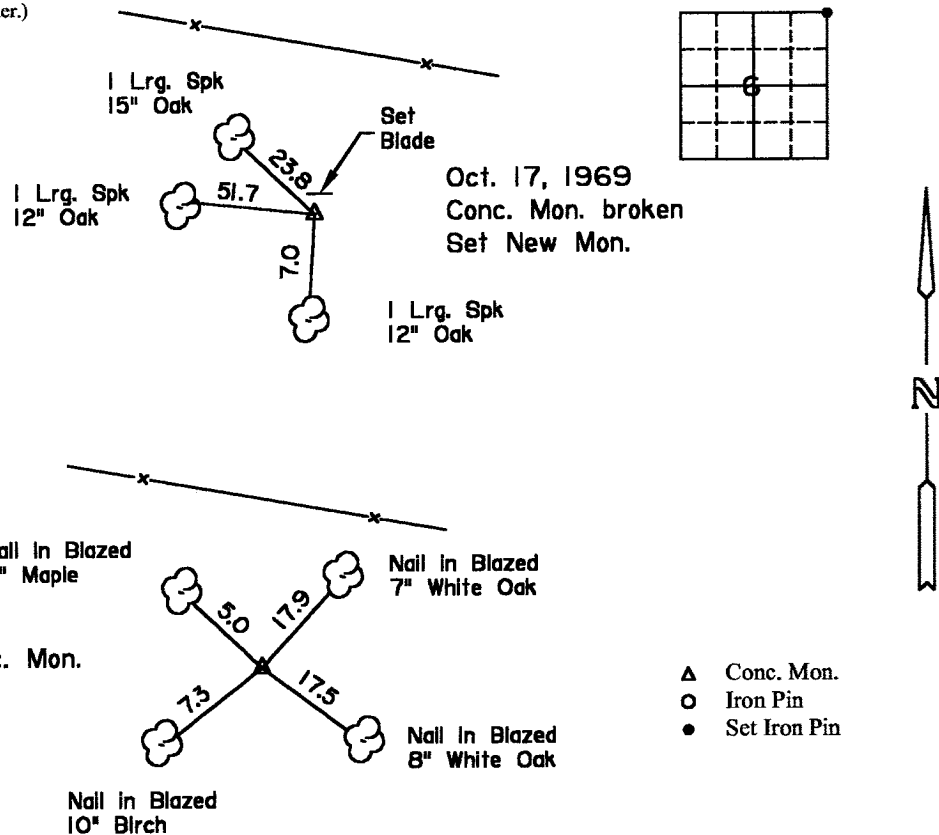 1 Lrg. Spk
15" Oak
Set
Blade
23.8
1 Lrg. Spk
12" Oak
51.7
7.0
1 Lrg. Spk
12" Oak
Oct. 17, 1969
Conc. Mon. broken
Set New Mon.
6
N
in Blazed
" Maple
Nail in Blazed
7" White Oak
5.0
17.9
Mon.
7.3
17.5
Nail in Blazed
8" White Oak
Nail in Blazed
10" Birch
Conc. Mon.
Iron Pin
Set Iron Pin